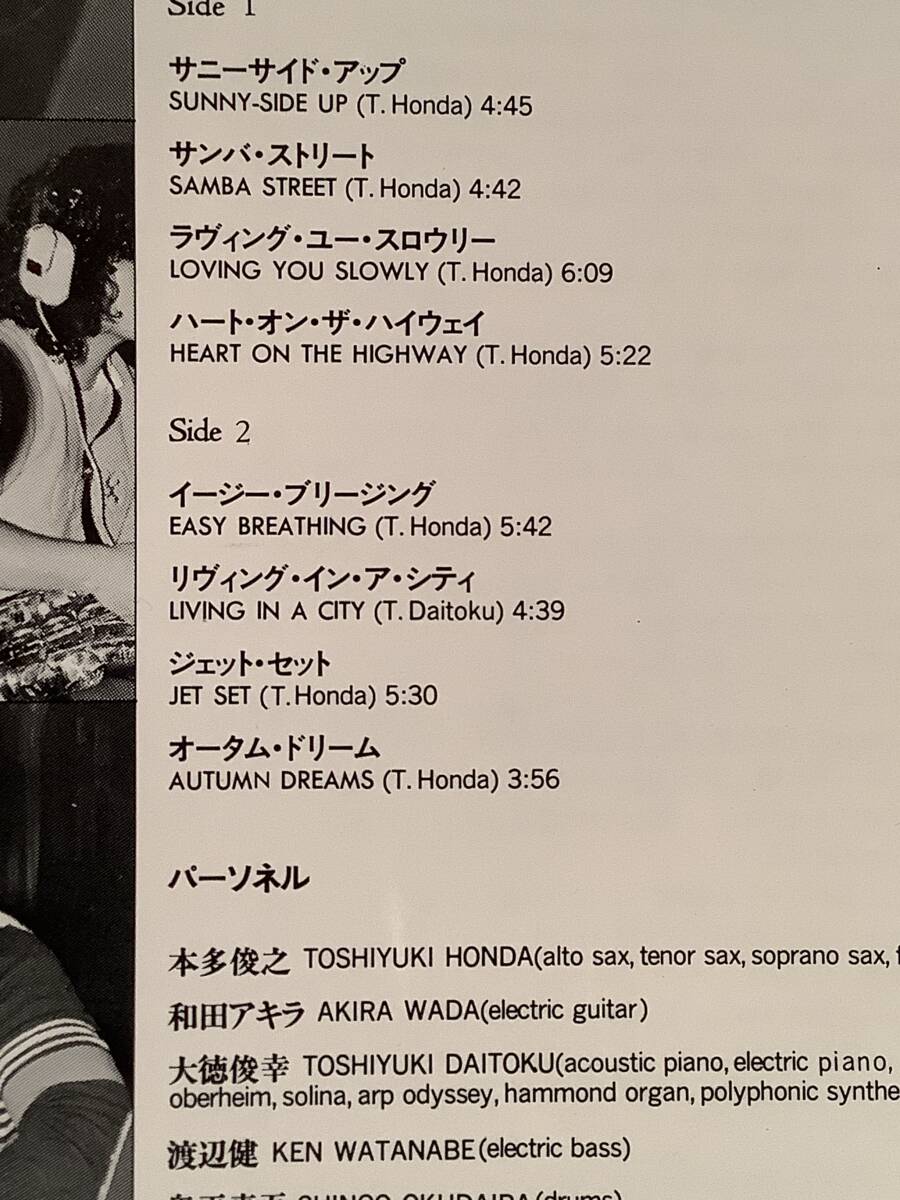 Side 1
サニーサイド・アップ
SUNNY-SIDE UP (T. Honda) 4:45
サンバ・ストリート
SAMBA STREET (T. Honda) 4:42
ラヴィング・ユー・スロウリー
LOVING YOU SLOWLY (T. Honda) 6:09
ハート・オン・ザ・ハイウェイ
HEART ON THE HIGHWAY (T. Honda) 5:22
Side 2
イージー・ブリージング
EASY BREATHING (T. Honda) 5:42
リヴィング・イン・ア・シティ
LIVING IN A CITY (T. Daitoku) 4:39
ジェット・セット
JET SET (T. Honda) 5:30
オータム・ドリーム
AUTUMN DREAMS (T. Honda) 3:56
パーソネル
本多俊之 TOSHIYUKI HONDA(alto sax, tenor sax, soprano sax,
和田アキラ AKIRA WADA(electric guitar)
大徳俊幸 TOSHIYUKI DAITOKU(acoustic piano, electric piano,
oberheim, solina, arp odyssey, hammond organ, polyphonic synthe
渡辺健 KEN WATANABE(electric bass)
SHINGO OKUDAIRA(drums)